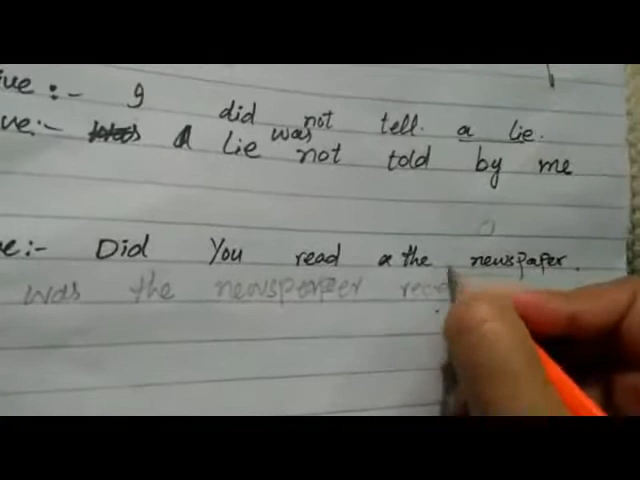 ive :- I did not tell. a lie.
ve:- A lie was not told by me
e:- Did You read the newspaper.
was the newspaper